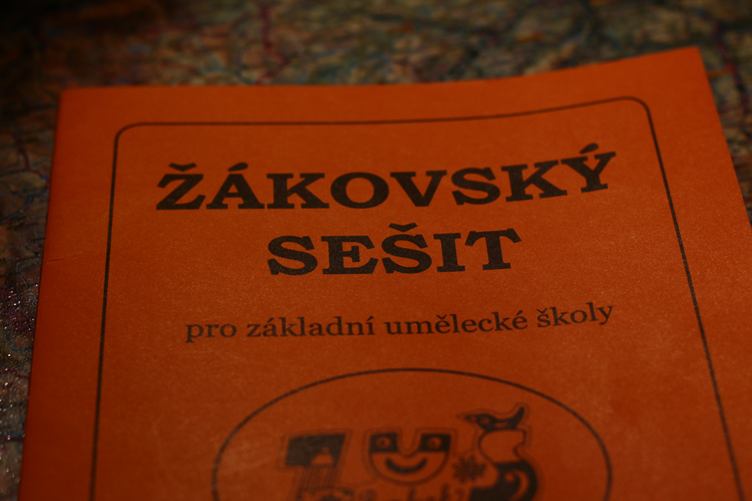 ŽÁKOVSKÝ
SEŠIT
pro základní umělecké školy